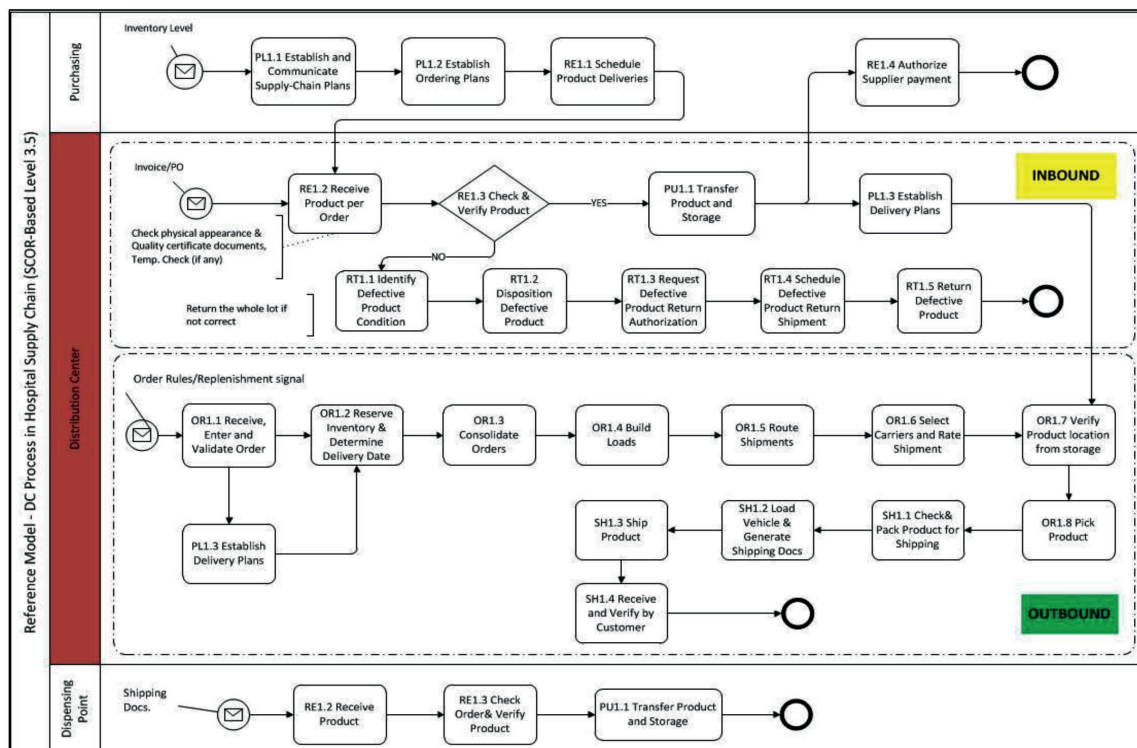 Reference Model - DC Process in Hospital Supply Chain (SCOR-Based Level 3.5)
Purchasing
Inventory Level
PL1.1 Establish and
Communicate
Supply-Chain Plans
PL1.2 Establish
Ordering Plans
RE1.1 Schedule
Product Deliveries
RE1.4 Authorize
Supplier payment
Distribution Center
INBOUND
Invoice/PO
RE1.2 Receive
Product per
Order
RE1.3 Check &
Verify Product
YES
PU1.1 Transfer
Product and
Storage
PL1.3 Establish
Delivery Plans
Check physical appearance &
Quality certificate documents,
Temp. Check (if any)
NO
Return the whole lot if
not correct
RT1.1 Identify
Defective
Product
Condition
RT1.2
Disposition
Defective
Product
RT1.3 Request
Defective
Product Return
Authorization
RT1.4 Schedule
Defective
Product Return
Shipment
RT1.5 Return
Defective
Product
Order Rules/Replenishment signal
OR1.1 Receive,
Enter and
Validate Order
OR1.2 Reserve
Inventory &
Determine
Delivery Date
OR1.3
Consolidate
Orders
OR1.4 Build
Loads
OR1.5 Route
Shipments
OR1.6 Select
Carriers and Rate
Shipment
OR1.7 Verify
Product location
from storage
PL1.3 Establish
Delivery Plans
SH1.3 Ship
Product
SH1.2 Load
Vehicle &
Generate
Shipping Docs
SH1.1 Check&
Pack Product for
Shipping
OR1.8 Pick
Product
SH1.4 Receive
and Verify by
Customer
OUTBOUND
Dispensing
Point
Shipping
Docs.
RE1.2 Receive
Product
RE1.3 Check
Order& Verify
Product
PU1.1 Transfer Product
and Storage